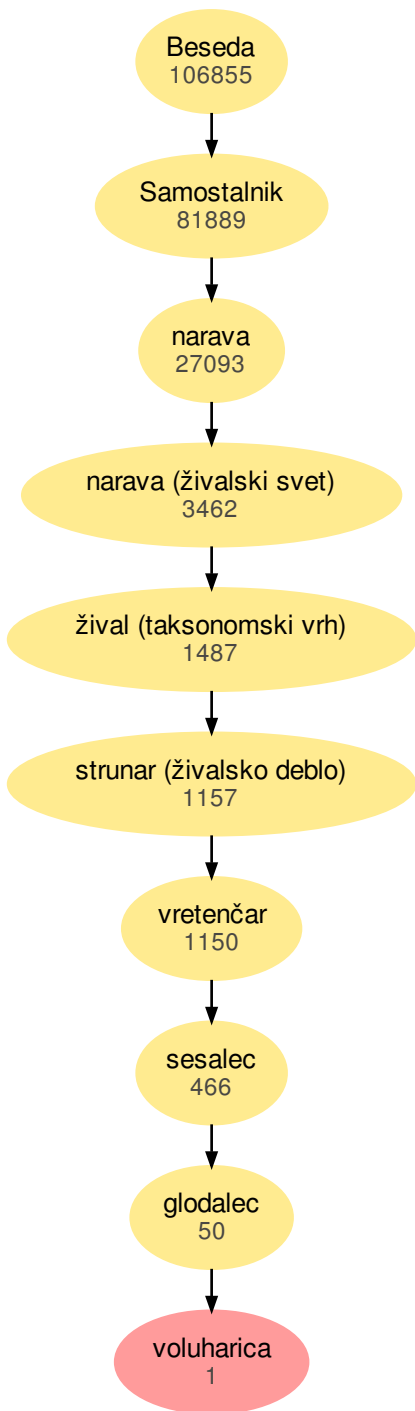 Beseda
106855
Samostalnik
81889
narava
27093
narava (živalski svet)
3462
žival (taksonomski vrh)
1487
strunar (živalsko deblo)
1157
vretenčar
1150
sesalec
466
glodalec
50
voluharica
1